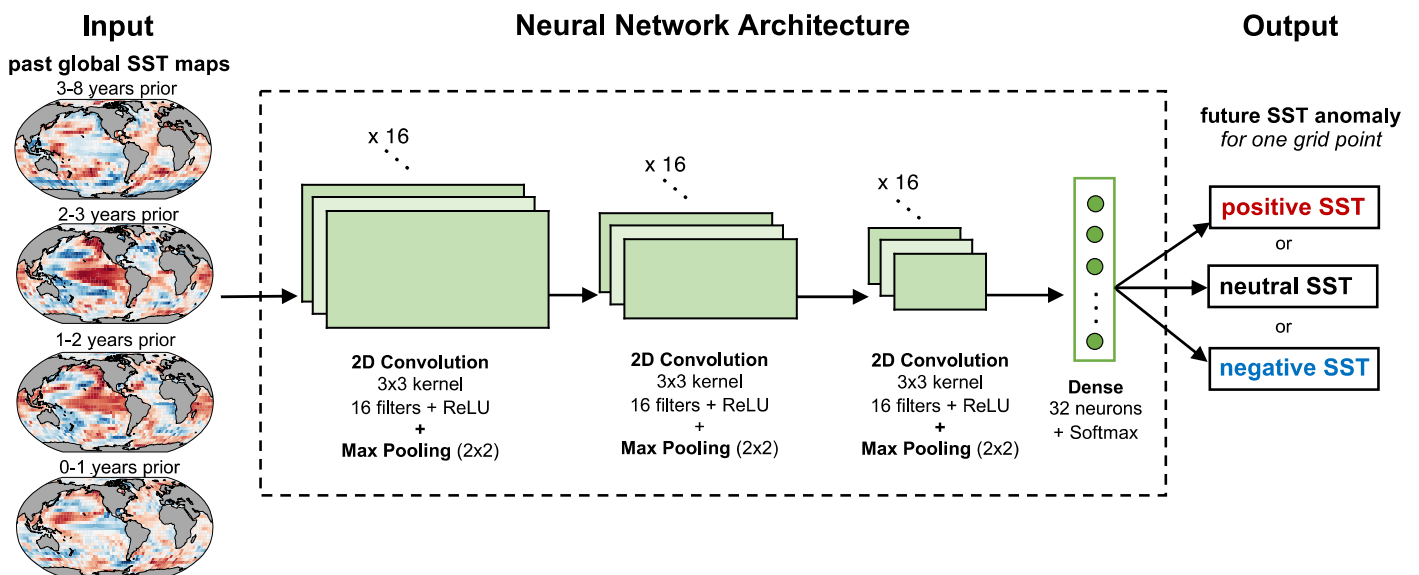 Input
past global SST maps
3-8 years prior
2-3 years prior
1-2 years prior
0-1 years prior
Neural Network Architecture
x 16
2D Convolution
3x3 kernel
16 filters + ReLU
+
Max Pooling (2x2)
x 16
2D Convolution
3x3 kernel
16 filters + ReLU
+
Max Pooling (2x2)
x 16
2D Convolution
3x3 kernel
16 filters + ReLU
+
Max Pooling (2x2)
Dense
32 neurons
+ Softmax
Output
future SST anomaly
for one grid point
positive SST
or
neutral SST
or
negative SST